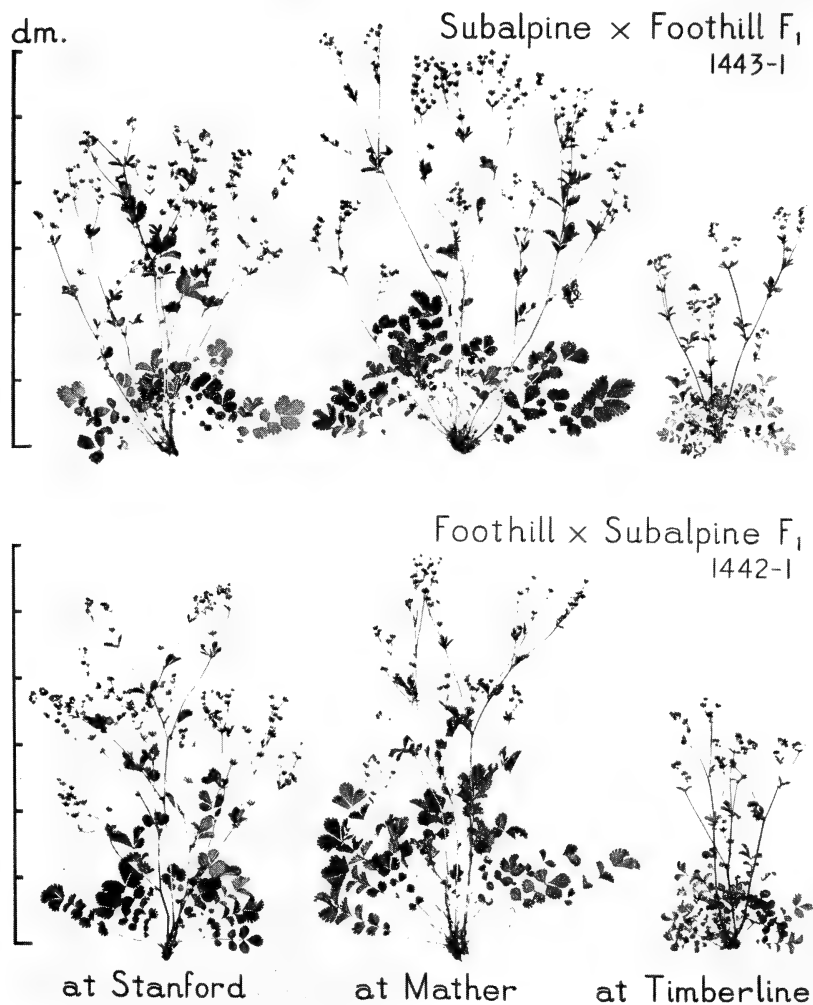 dm.
Subalpine × Foothill F₁
1443-1
Foothill × Subalpine F₁
1442-1
at Stanford
at Mather
at Timberline